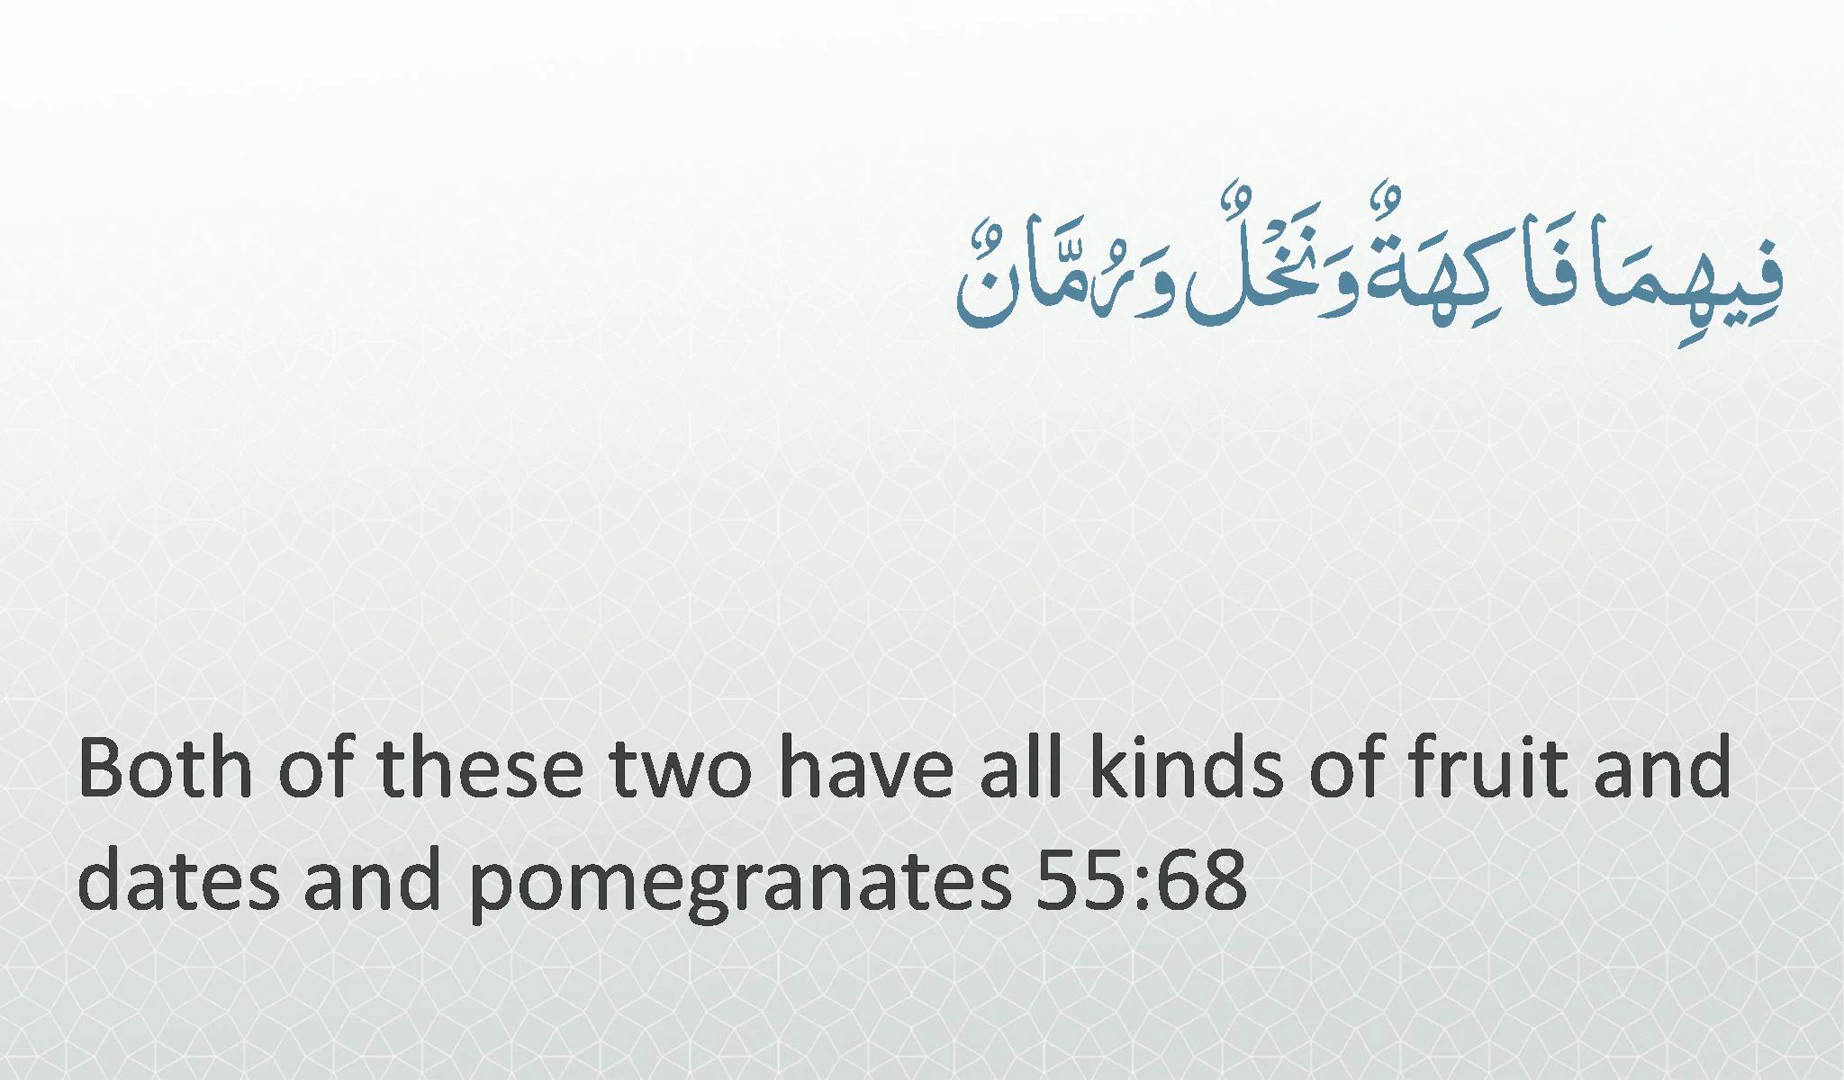 فِيهِمَا فَاكِهَةٌ وَنَخْلٌ وَرُمَّانٌ
Both of these two have all kinds of fruit and
dates and pomegranates 55:68